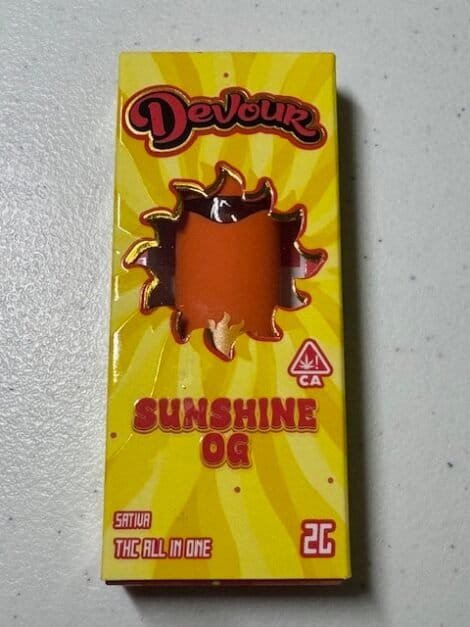 DEVOUR
CA
SUNSHINE
OG
SATIVA
THC ALL IN ONE
2G